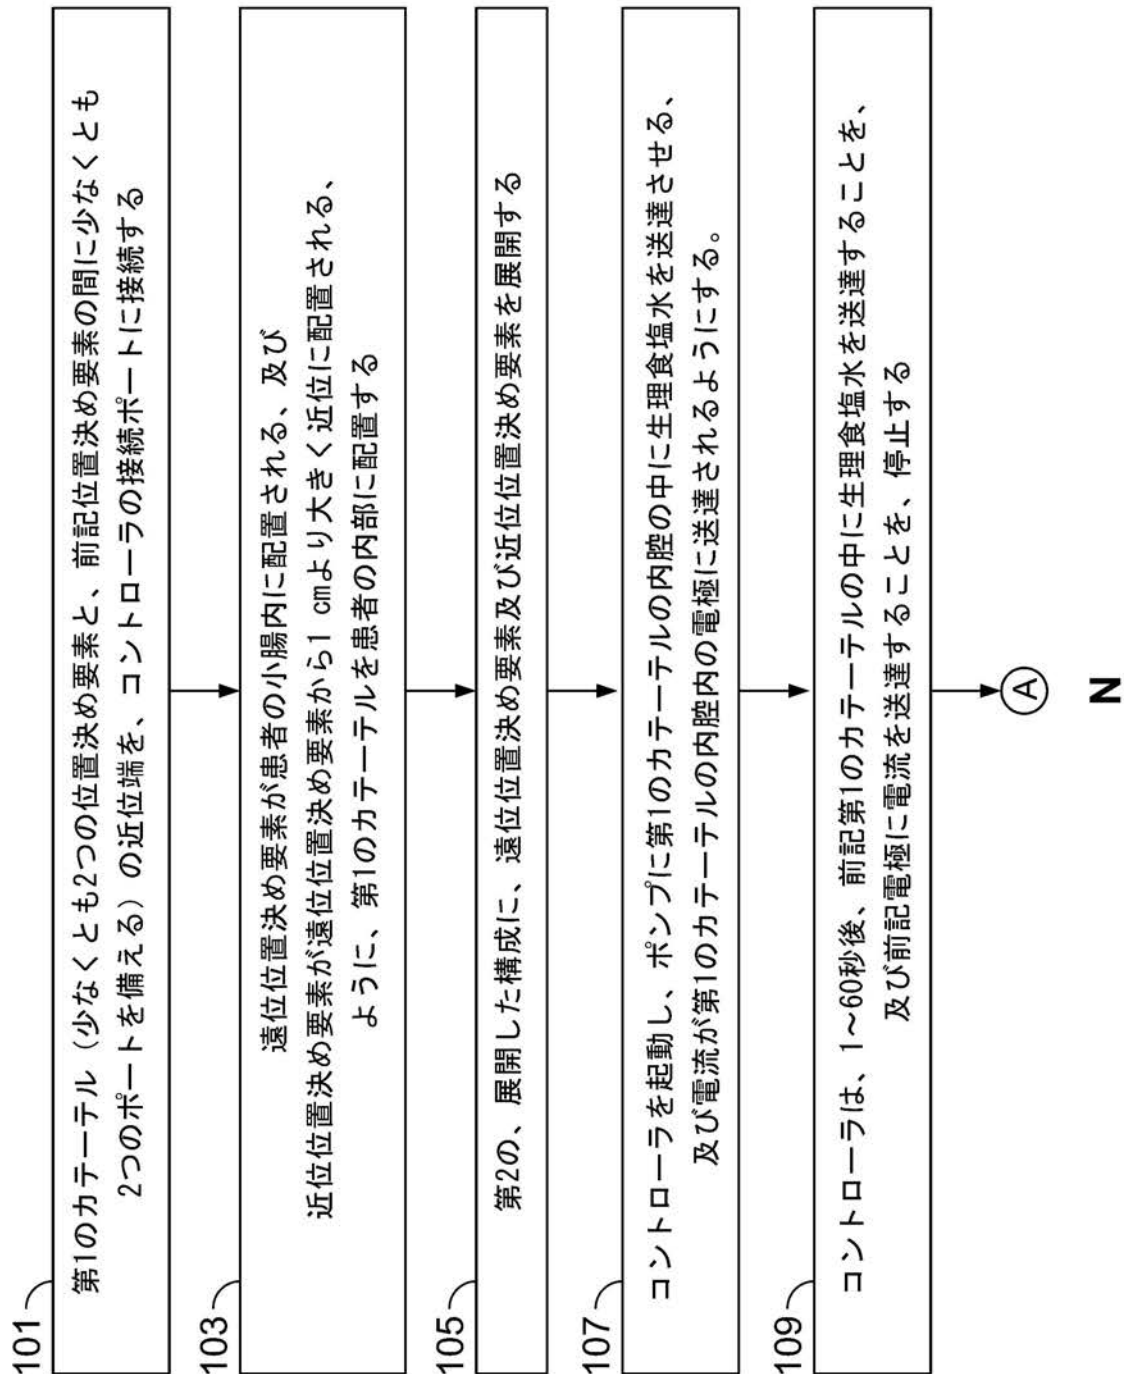 101
第1のカテーテル（少なくとも2つの位置決め要素と、前記位置決め要素の間に少なくとも
2つのポートを備える）の近位端を、コントローラの接続ポートに接続する
103
遠位位置決め要素が患者の小腸内に配置される、及び
近位位置決め要素が遠位位置決め要素から1 cmより大きく近位に配置される、
ように、第1のカテーテルを患者の内部に配置する
105
第2の、展開した構成に、遠位位置決め要素及び近位位置決め要素を展開する
107
コントローラを起動し、ポンプに第1のカテーテルの内腔の中に生理食塩水を送達させる、
及び電流が第1のカテーテルの内腔内の電極に送達されるようにする。
109
コントローラは、1～60秒後、前記第1のカテーテルの中に生理食塩水を送達することを、
及び前記電極に電流を送達することを、停止する
A
N